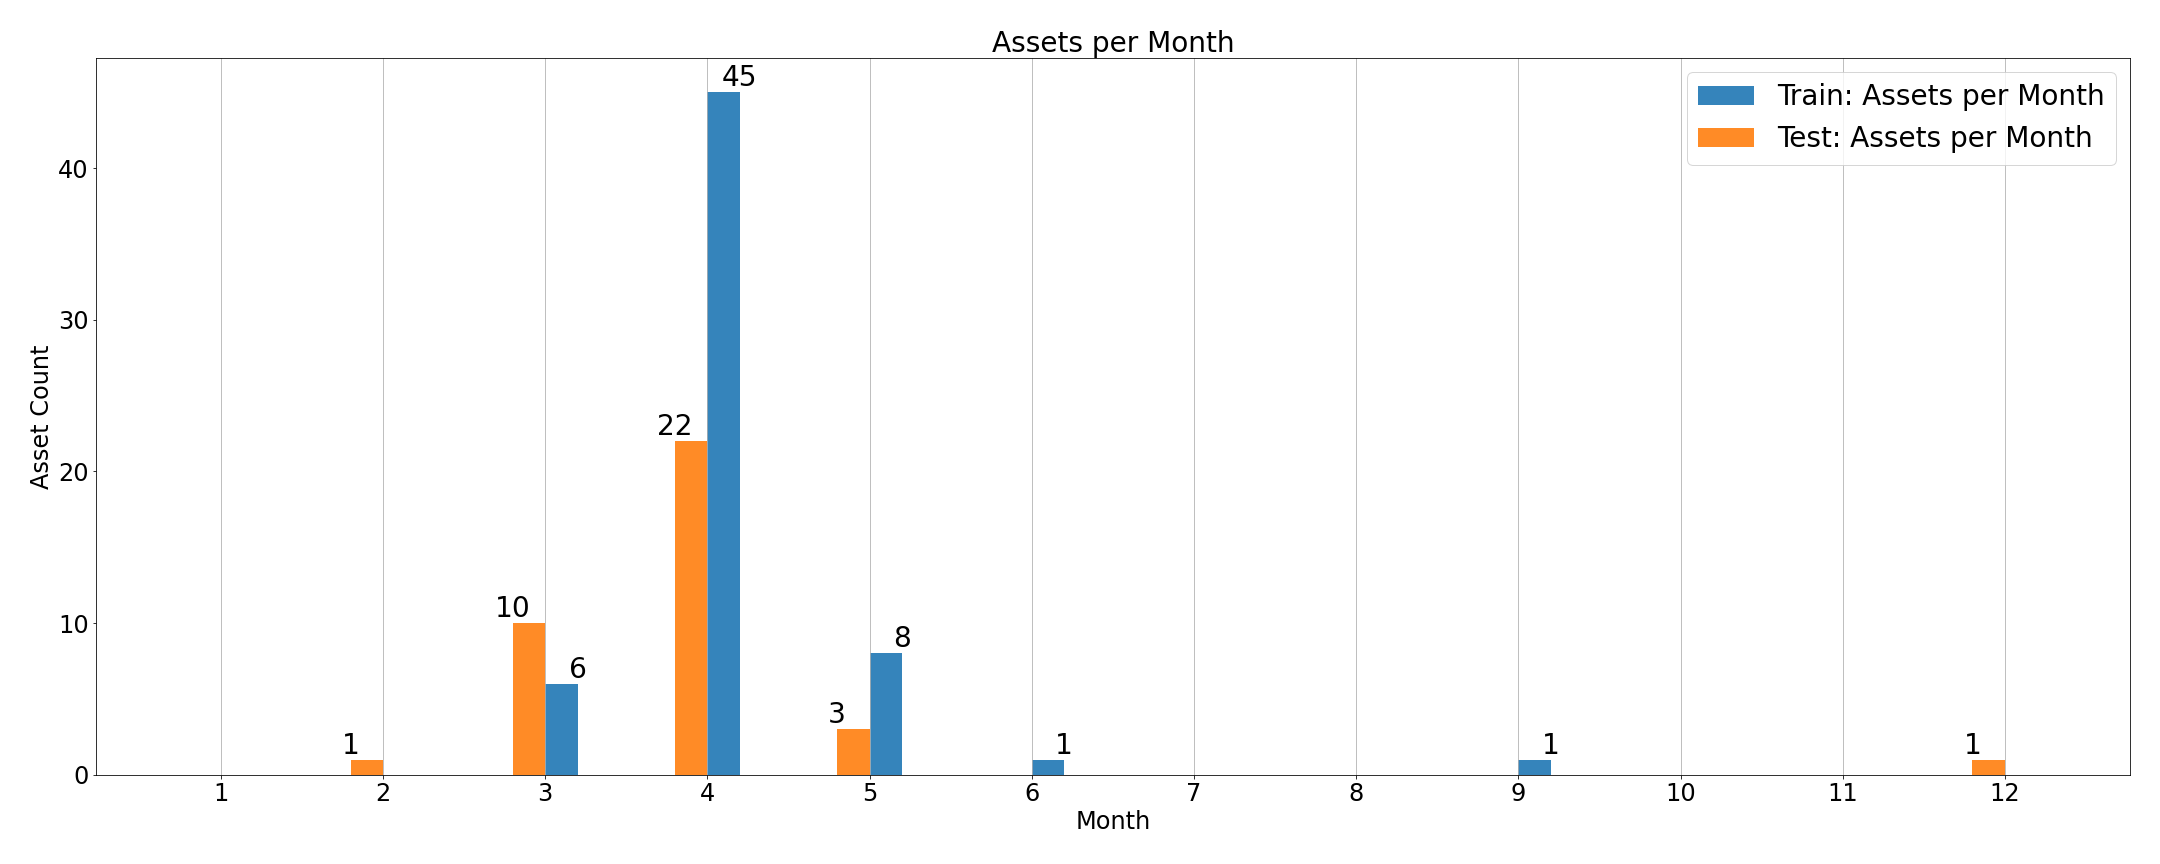 Assets per Month
Train: Assets per Month
Test: Assets per Month
Asset Count
40
30
20
10
0
1
10
6
22
45
3
8
1
1
1
1 2 3 4 5 6 7 8 9 10 11 12
Month